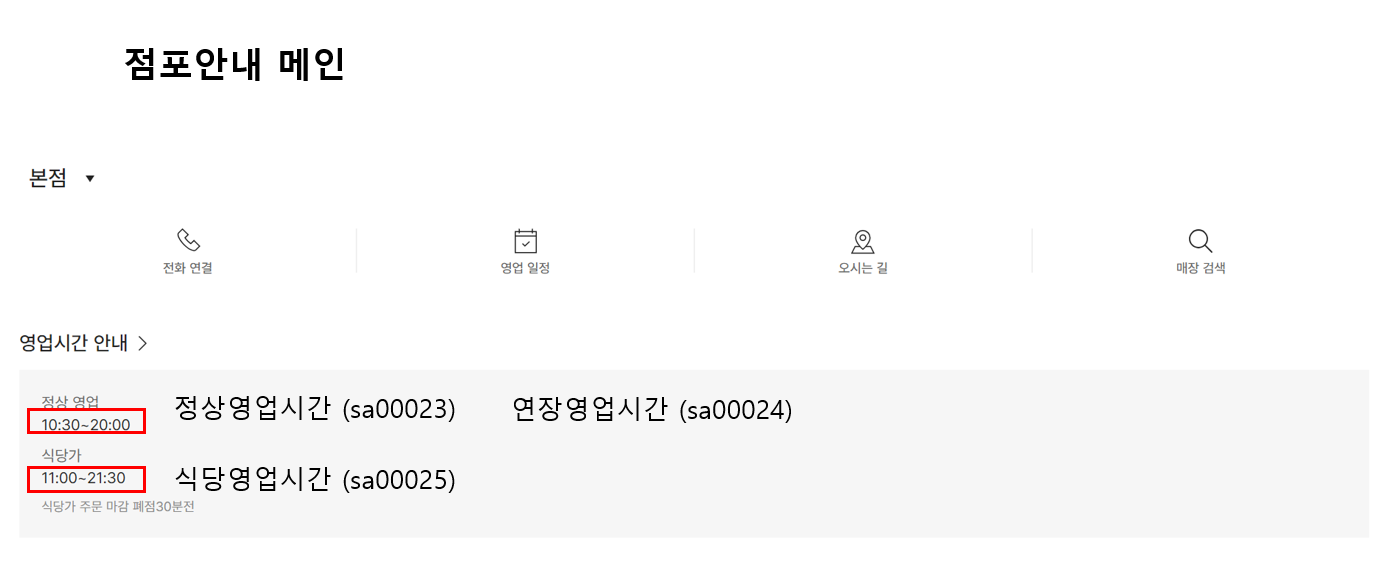 점포안내 메인
본점
전화 연결
영업 일정
오시는 길
매장 검색
영업시간 안내
정상 영업
10:30~20:00
정상영업시간 (sa00023)
연장영업시간 (sa00024)
식당가
11:00~21:30
식당영업시간 (sa00025)
식당가 주문 마감 폐점30분전